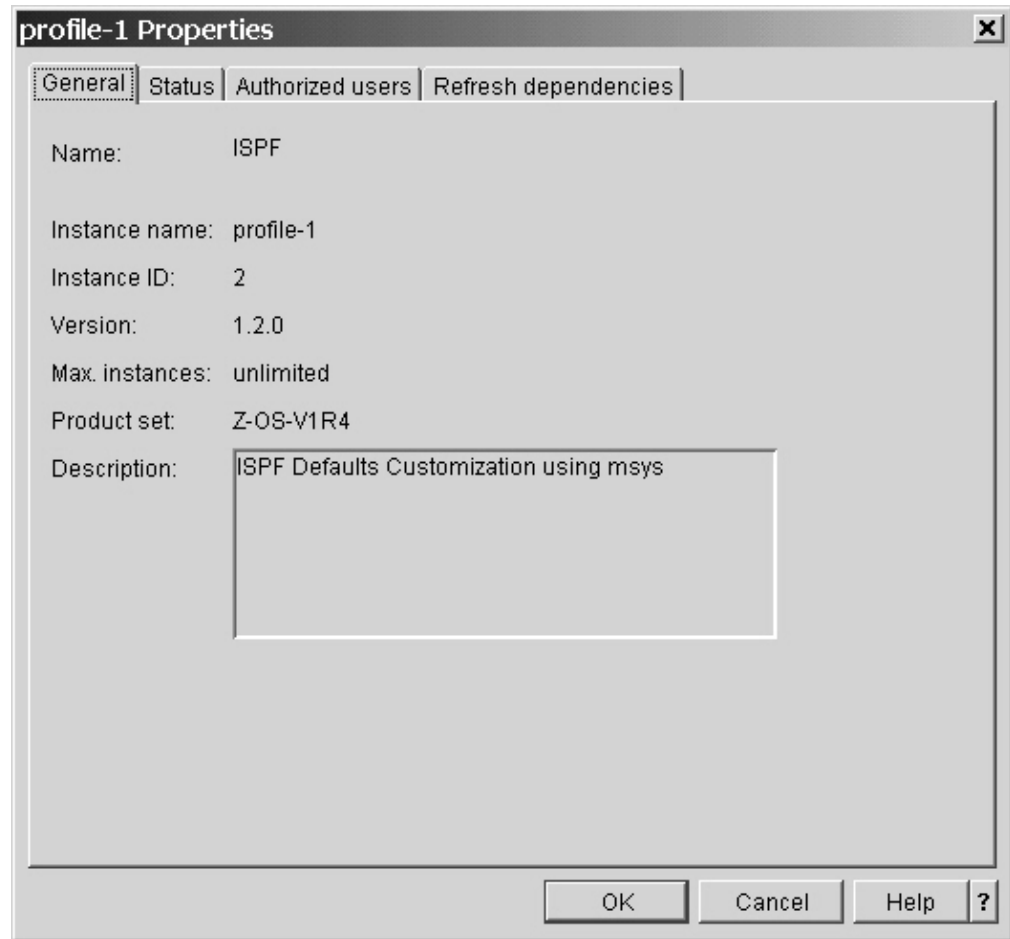 profile-1 Properties
General Status Authorized users Refresh dependencies
Name: ISPF
Instance name: profile-1
Instance ID: 2
Version: 1.2.0
Max. instances: unlimited
Product set: Z-OS-V1R4
Description: ISPF Defaults Customization using msys
OK Cancel Help ?